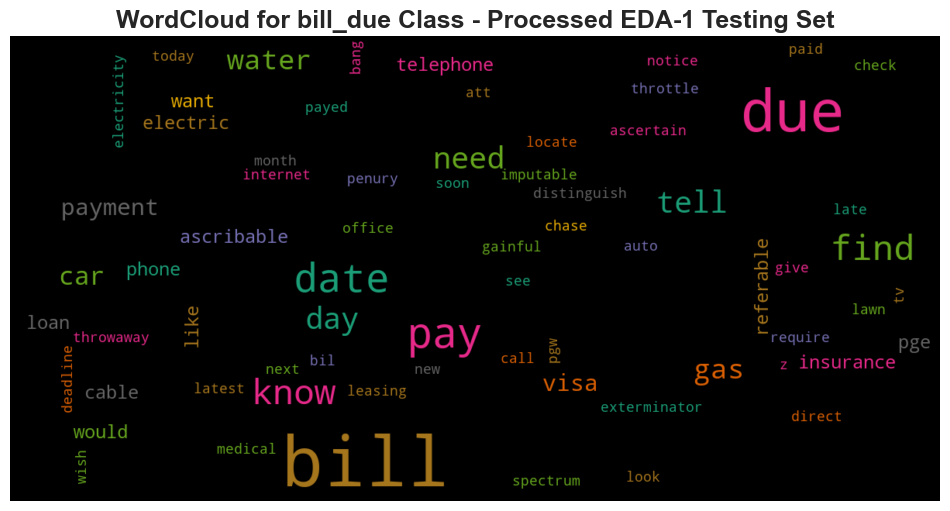 WordCloud for bill_due Class - Processed EDA-1 Testing Set
today
water
bang
telephone
notice
paid
check
electricity
want
payed
att
throttle
due
electric
ascertain
locate
month
internet
need
penury
soon
imputable
distinguish
tell
late
payment
ascribable
office
chase
gainful
auto
find
car
phone
date
see
referable
give
tv
lawn
loan
throwaway
like
day
pay
require
pge
deadline
cable
next
bil
new
call
pgw
visa
gas
z
insurance
latest
know
leasing
exterminator
direct
would
wish
medical
bill
spectrum
look